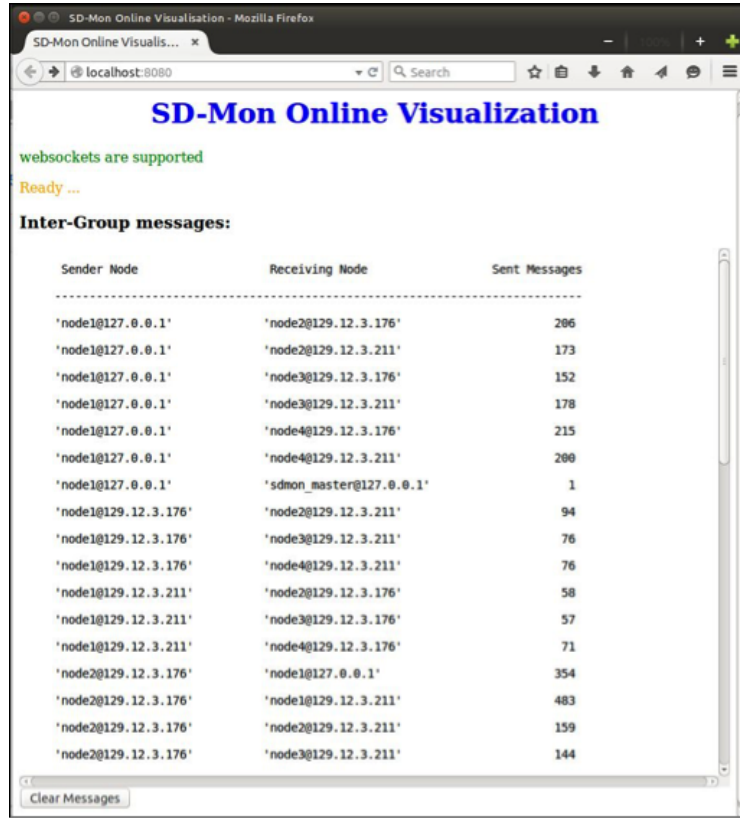 SD-Mon Online Visualisation - Mozilla Firefox
SD-Mon Online Visualis... ×
100%
localhost:8080 Search
SD-Mon Online Visualization
websockets are supported
Ready ...
Inter-Group messages:
Sender Node Receiving Node Sent Messages
--------------------------------------------------------------------------------
'node1@127.0.0.1' 'node2@129.12.3.176' 206
'node1@127.0.0.1' 'node2@129.12.3.211' 173
'node1@127.0.0.1' 'node3@129.12.3.176' 152
'node1@127.0.0.1' 'node3@129.12.3.211' 178
'node1@127.0.0.1' 'node4@129.12.3.176' 215
'node1@127.0.0.1' 'node4@129.12.3.211' 200
'node1@127.0.0.1' 'sdmon_master@127.0.0.1' 1
'node1@129.12.3.176' 'node2@129.12.3.211' 94
'node1@129.12.3.176' 'node3@129.12.3.211' 76
'node1@129.12.3.176' 'node4@129.12.3.211' 76
'node1@129.12.3.211' 'node2@129.12.3.176' 58
'node1@129.12.3.211' 'node3@129.12.3.176' 57
'node1@129.12.3.211' 'node4@129.12.3.176' 71
'node2@129.12.3.176' 'node1@127.0.0.1' 354
'node2@129.12.3.176' 'node1@129.12.3.211' 483
'node2@129.12.3.176' 'node2@129.12.3.211' 159
'node2@129.12.3.176' 'node3@129.12.3.211' 144
Clear Messages